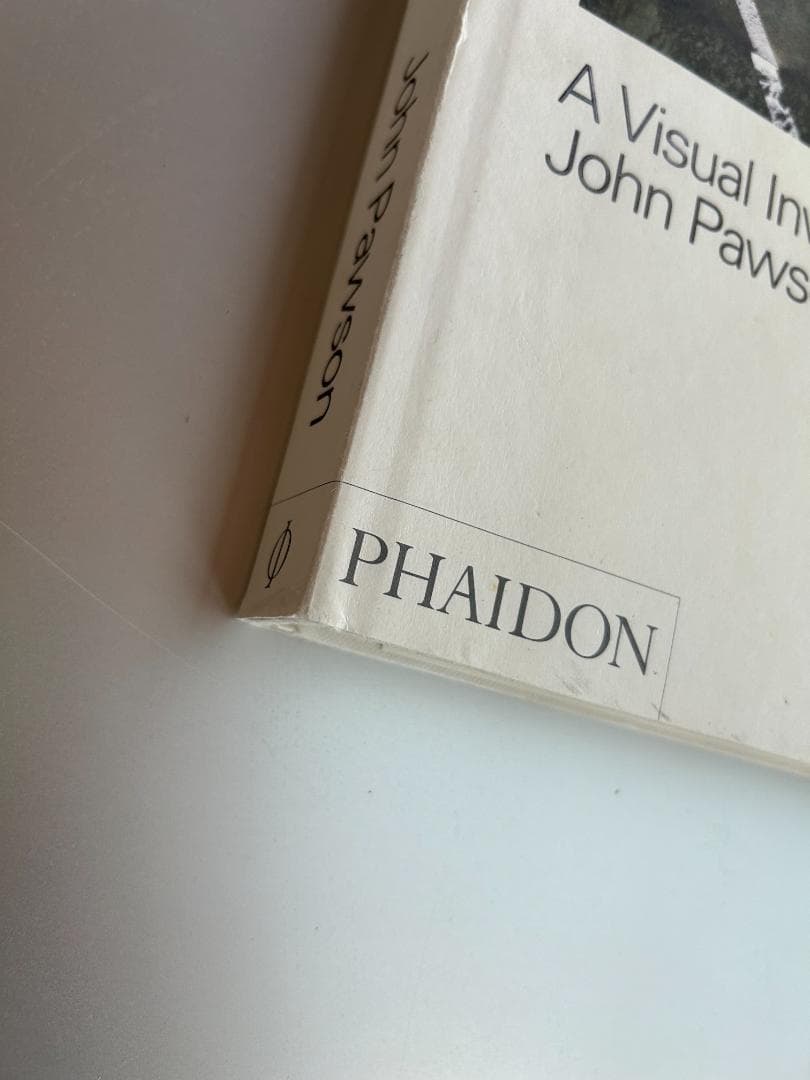 John Pawson
A Visual Inv
John Paws
PHAIDON
Φ